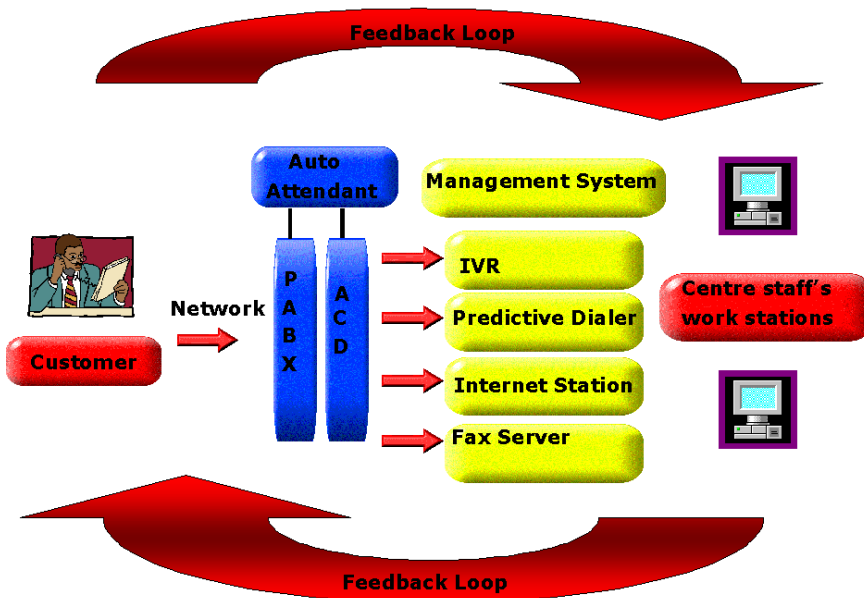 Feedback Loop
Auto
Attendant
Management System
P
A
B
X
A
C
D
IVR
Network
Predictive Dialer
Centre staff's
work stations
Customer
Internet Station
Fax Server
Feedback Loop